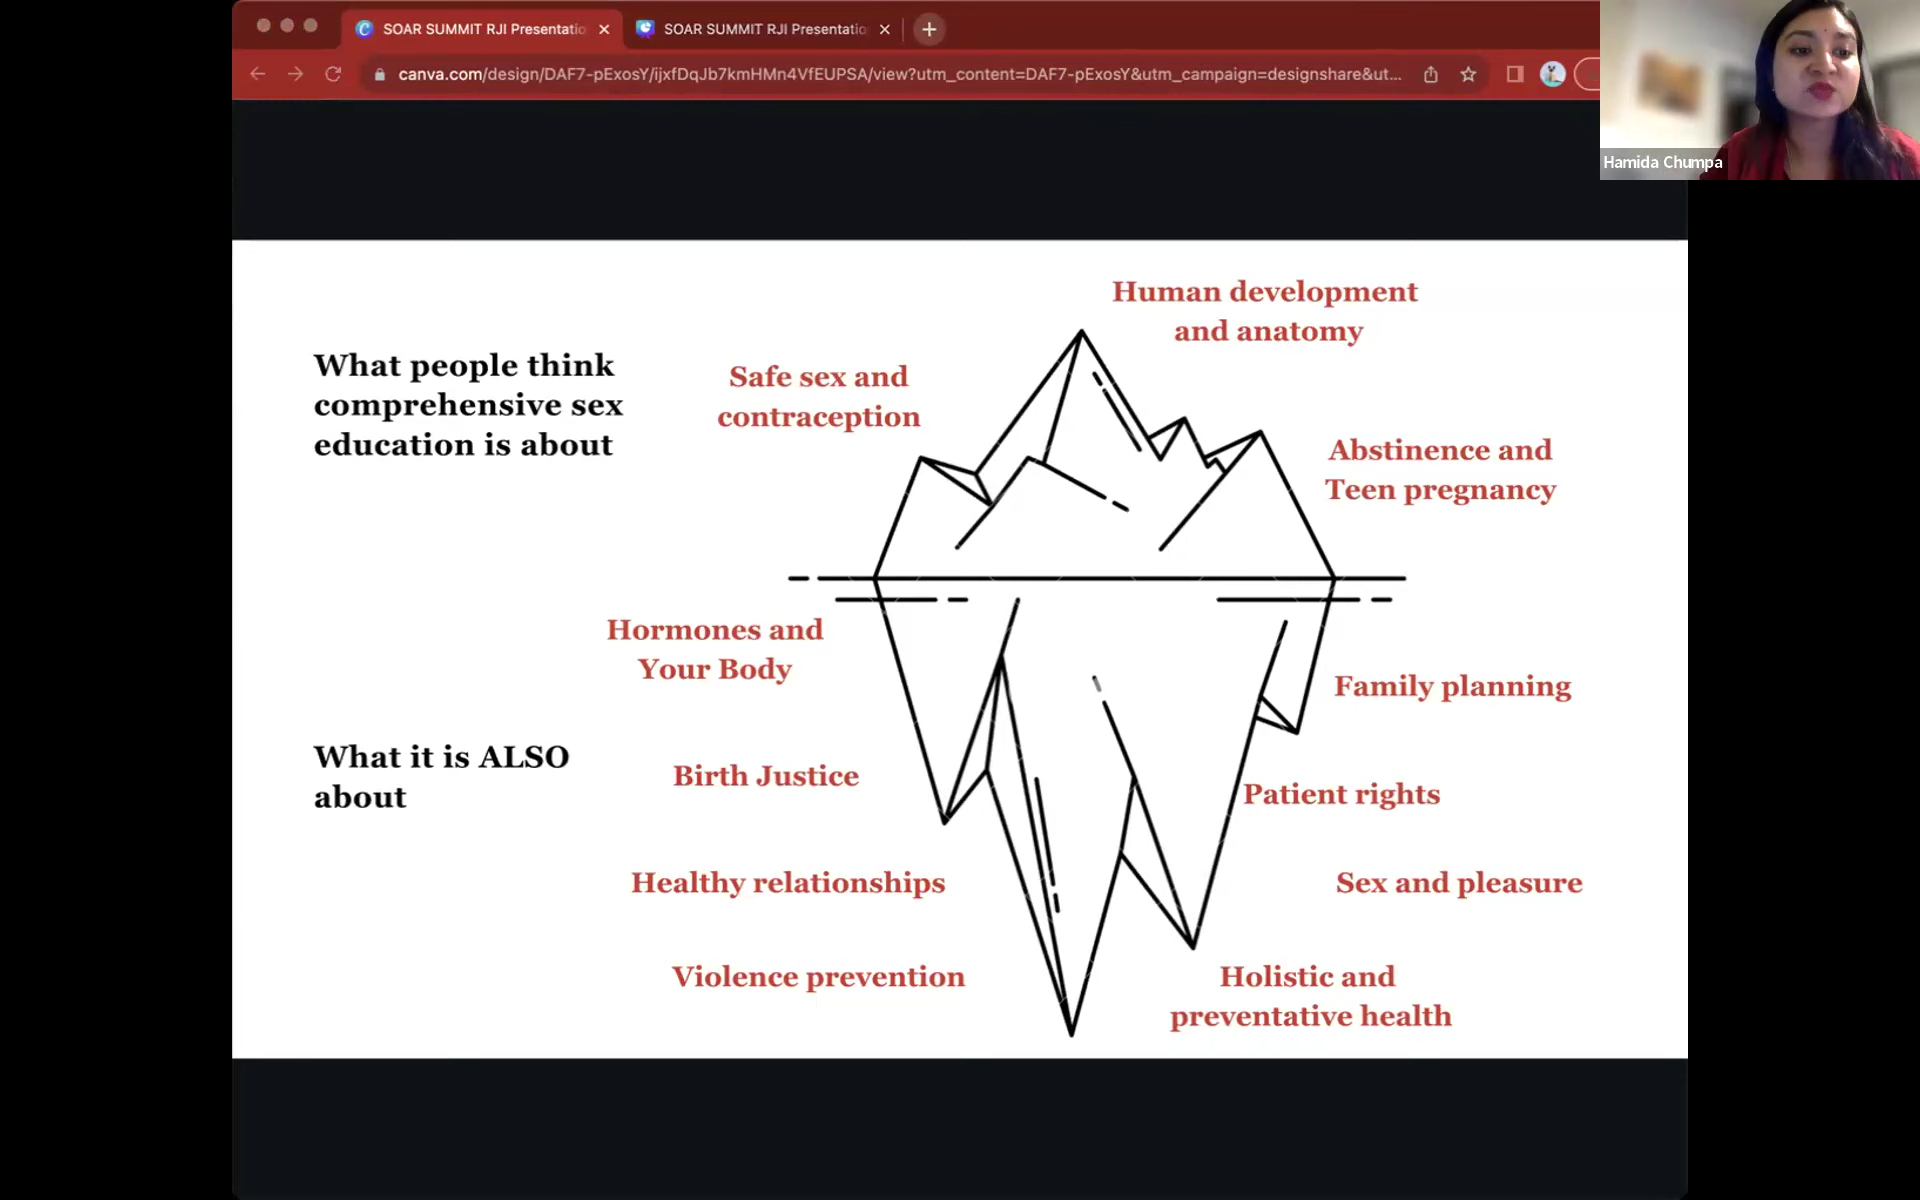 SOAR SUMMIT RJI Presentatio
SOAR SUMMIT RJI Presentatio
canva.com/design/DAF7-pExosY/ijxfDqJb7kmHMn4VfEUPSA/view?utm_content=DAF7-pExosY&utm_campaign=designshare&ut...
Hamida Chumpa
Human development
and anatomy
What people think
comprehensive sex
education is about
Safe sex and
contraception
Abstinence and
Teen pregnancy
Hormones and
Your Body
Family planning
What it is ALSO
about
Birth Justice
Patient rights
Healthy relationships
Sex and pleasure
Violence prevention
Holistic and
preventative health